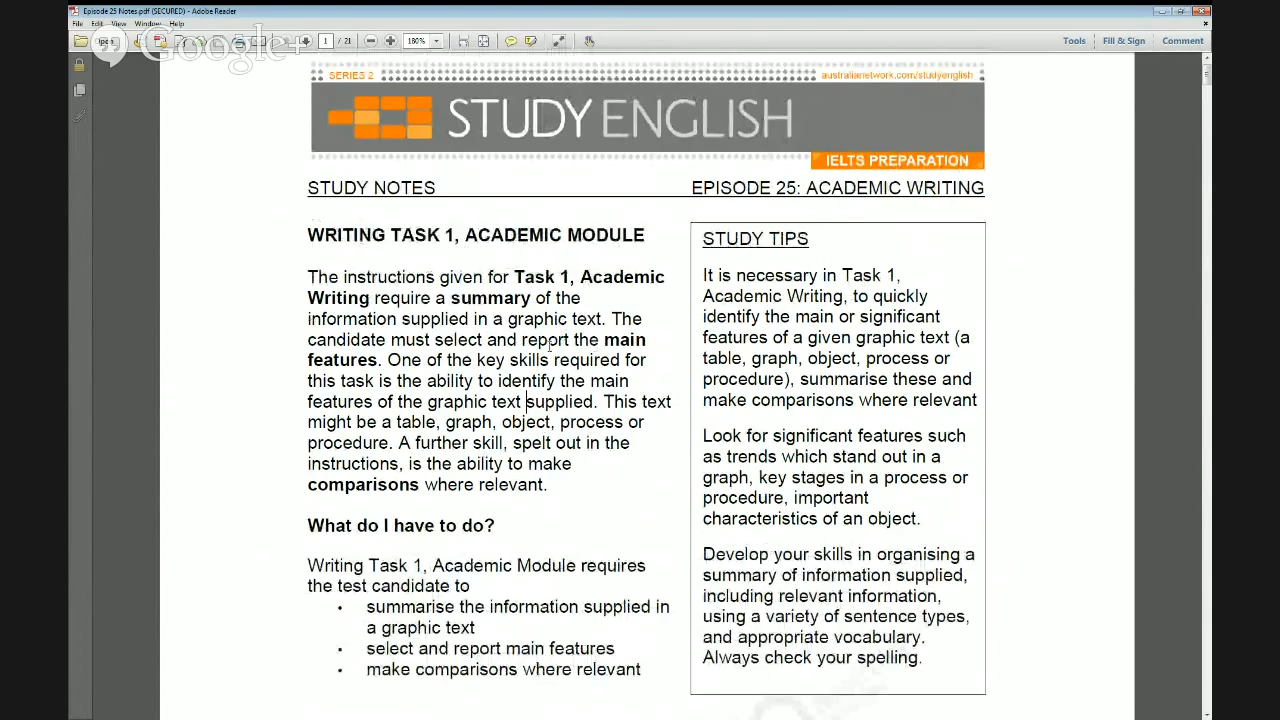 Episode 25 Notes.pdf (SECURED) - Adobe Reader
File Edit View Window Help
Open
1 / 21
160%
Tools Fill & Sign Comment
Google+
SERIES 2
australianetwork.com/studyenglish
STUDY ENGLISH
IELTS PREPARATION
STUDY NOTES
EPISODE 25: ACADEMIC WRITING
WRITING TASK 1, ACADEMIC MODULE
The instructions given for Task 1, Academic
Writing require a summary of the
information supplied in a graphic text. The
candidate must select and report the main
features. One of the key skills required for
this task is the ability to identify the main
features of the graphic text supplied. This text
might be a table, graph, object, process or
procedure. A further skill, spelt out in the
instructions, is the ability to make
comparisons where relevant.
What do I have to do?
Writing Task 1, Academic Module requires
the test candidate to
• summarise the information supplied in
a graphic text
• select and report main features
• make comparisons where relevant
STUDY TIPS
It is necessary in Task 1,
Academic Writing, to quickly
identify the main or significant
features of a given graphic text (a
table, graph, object, process or
procedure), summarise these and
make comparisons where relevant
Look for significant features such
as trends which stand out in a
graph, key stages in a process or
procedure, important
characteristics of an object.
Develop your skills in organising a
summary of information supplied,
including relevant information,
using a variety of sentence types,
and appropriate vocabulary.
Always check your spelling.